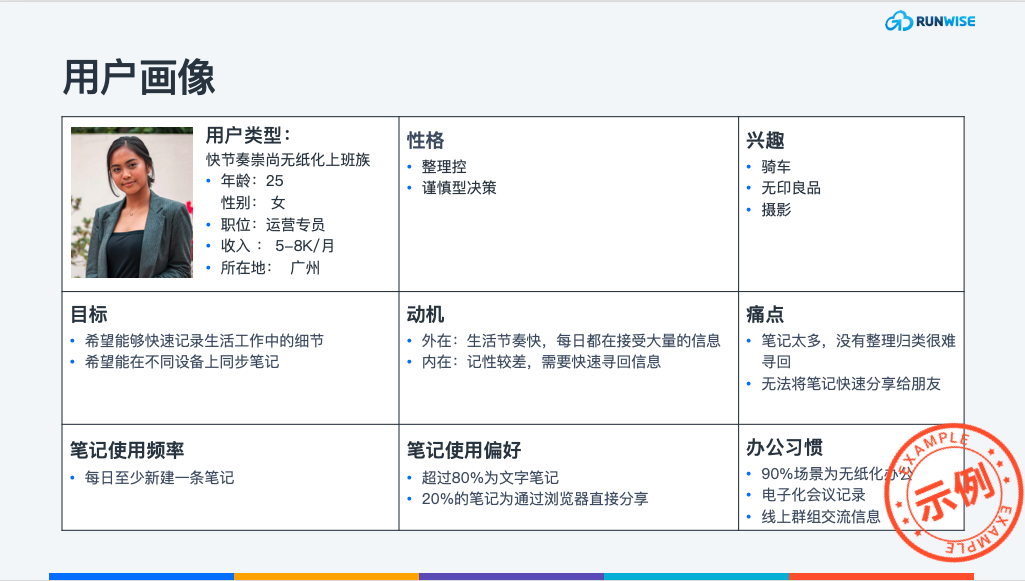 RUNWISE
用户画像
用户类型：
快节奏崇尚无纸化上班族
• 年龄：25
性别： 女
• 职位：运营专员
• 收入 ： 5-8K/月
• 所在地： 广州
性格
• 整理控
• 谨慎型决策
兴趣
• 骑车
• 无印良品
• 摄影
目标
• 希望能够快速记录生活工作中的细节
• 希望能在不同设备上同步笔记
动机
• 外在：生活节奏快，每日都在接受大量的信息
• 内在：记性较差，需要快速寻回信息
痛点
• 笔记太多，没有整理归类很难
寻回
• 无法将笔记快速分享给朋友
笔记使用频率
• 每日至少新建一条笔记
笔记使用偏好
• 超过80%为文字笔记
• 20%的笔记为通过浏览器直接分享
办公习惯
• 90%场景为无纸化办公
• 电子化会议记录
• 线上群组交流信息
EXAMPLE
示例
EXAMPLE
EXAMPLE